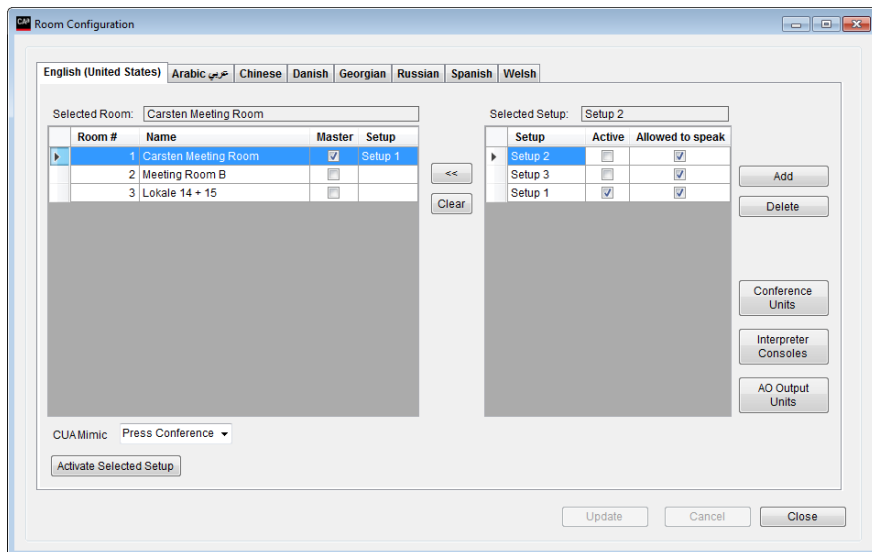 CAA Room Configuration
English (United States) Arabic عربي Chinese Danish Georgian Russian Spanish Welsh
Selected Room: Carsten Meeting Room Selected Setup: Setup 2
Room # Name Master Setup Setup Active Allowed to speak
1 Carsten Meeting Room Setup 1 Setup 2
2 Meeting Room B << Setup 3 Add
3 Lokale 14 + 15 Setup 1
Clear Delete
Conference
Units
Interpreter
Consoles
AO Output
Units
CUAMimic Press Conference
Activate Selected Setup
Update Cancel Close